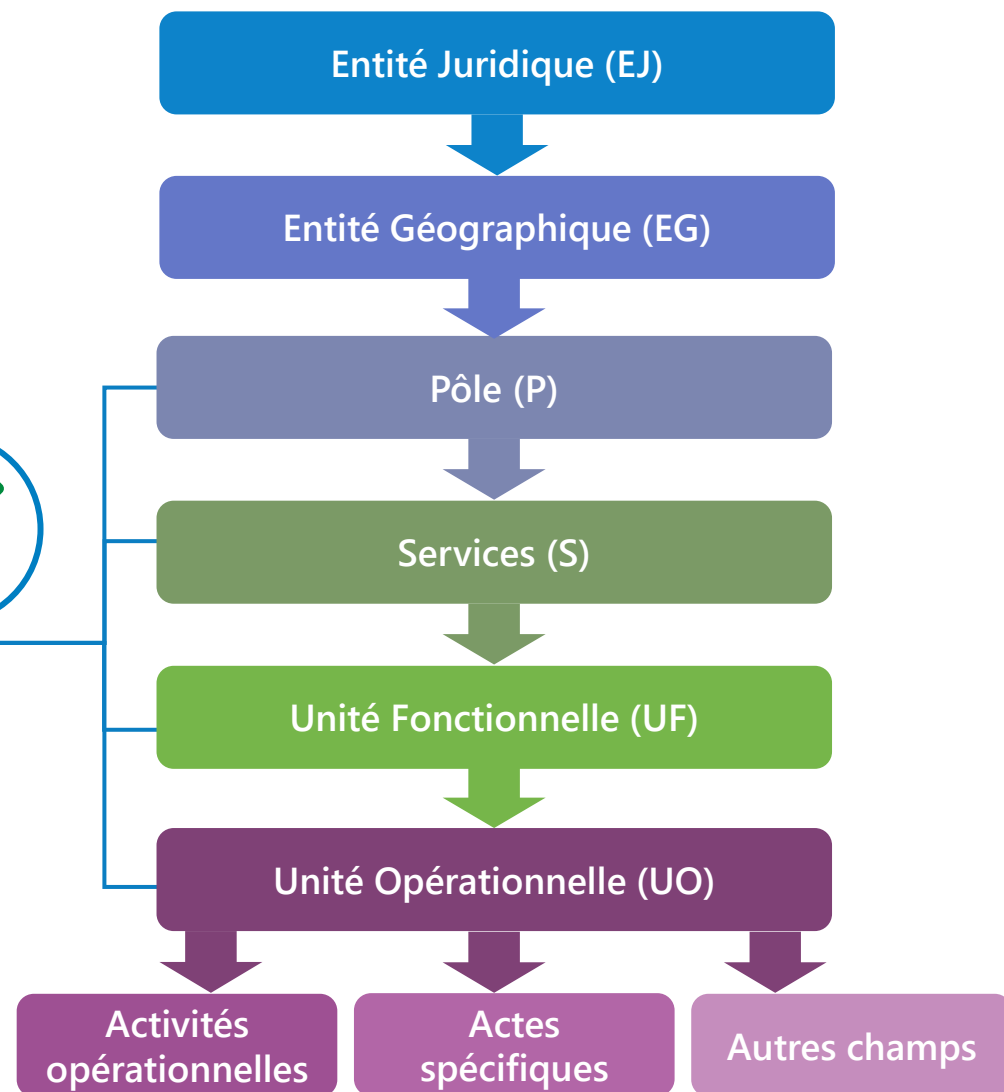 Entité Juridique (EJ)
Entité Géographique (EG)
Pôle (P)
Services (S)
Unité Fonctionnelle (UF)
Unité Opérationnelle (UO)
Activités
opérationnelles
Actes
spécifiques
Autres champs